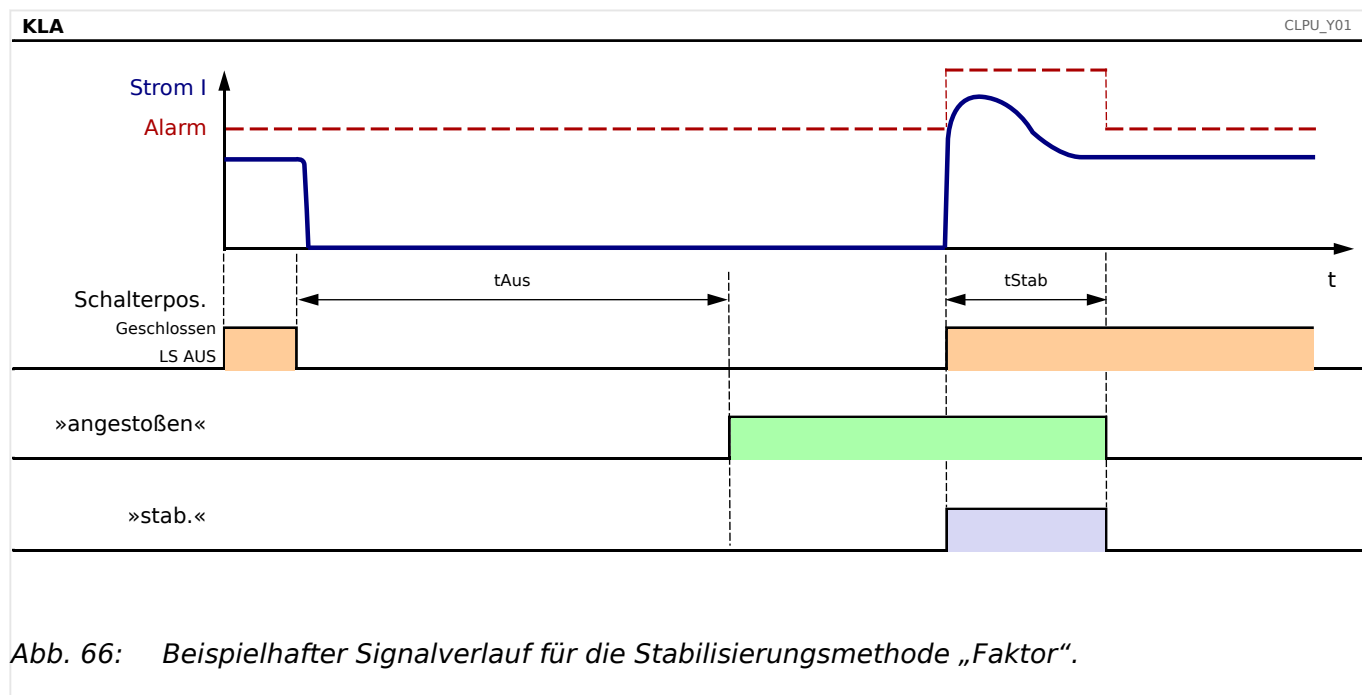 KLA
CLPU_Y01
Strom I
Alarm
t
tAus
tStab
Schalterpos.
Geschlossen
LS AUS
»angestoßen«
»stab.«
Abb. 66: Beispielhafter Signalverlauf für die Stabilisierungsmethode „Faktor“.